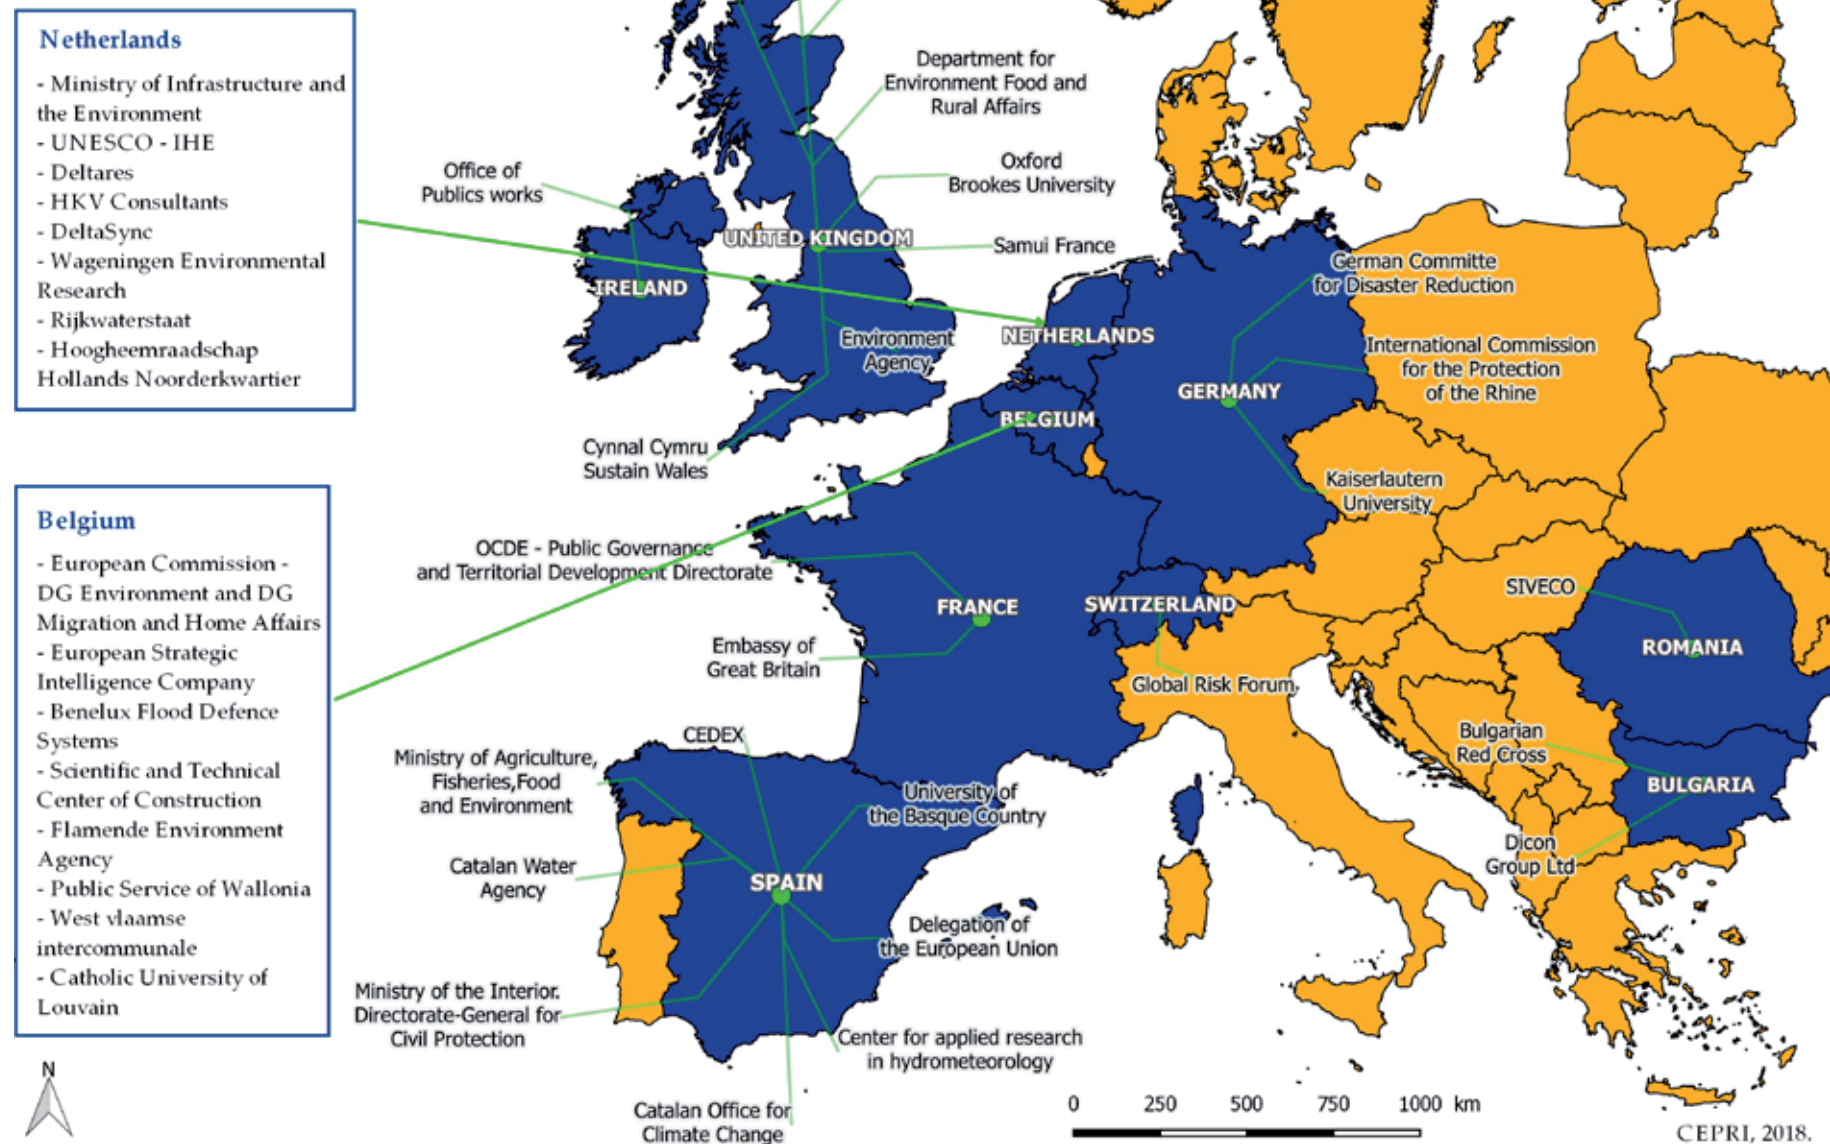 Netherlands
- Ministry of Infrastructure and
the Environment
- UNESCO - IHE
- Deltares
- HKV Consultants
- DeltaSync
- Wageningen Environmental
Research
- Rijkwaterstaat
- Hoogheemraadschap
Hollands Noorderkwartier
Belgium
- European Commission -
DG Environment and DG
Migration and Home Affairs
- European Strategic
Intelligence Company
- Benelux Flood Defence
Systems
- Scientific and Technical
Center of Construction
- Flamende Environment
Agency
- Public Service of Wallonia
- West vlaamse
intercommunale
- Catholic University of
Louvain
N
Department for
Environment Food and
Rural Affairs
Oxford
Brookes University
Office of
Publics works
UNITED KINGDOM
Samui France
IRELAND
Environment
Agency
Cynnal Cymru
Sustain Wales
NETHERLANDS
BELGIUM
German Committe
for Disaster Reduction
International Commission
for the Protection
of the Rhine
GERMANY
Kaiserlautern
University
OCDE - Public Governance
and Territorial Development Directorate
FRANCE
SWITZERLAND
Embassy of
Great Britain
Global Risk Forum
SIVECO
ROMANIA
Bulgarian
Red Cross
BULGARIA
Dicon
Group Ltd
CEDEX
Ministry of Agriculture,
Fisheries,Food
and Environment
University of
the Basque Country
Catalan Water
Agency
SPAIN
Delegation of
the European Union
Ministry of the Interior.
Directorate-General for
Civil Protection
Center for applied research
in hydrometeorology
Catalan Office for
Climate Change
0 250 500 750 1000 km
CEPRI, 2018.